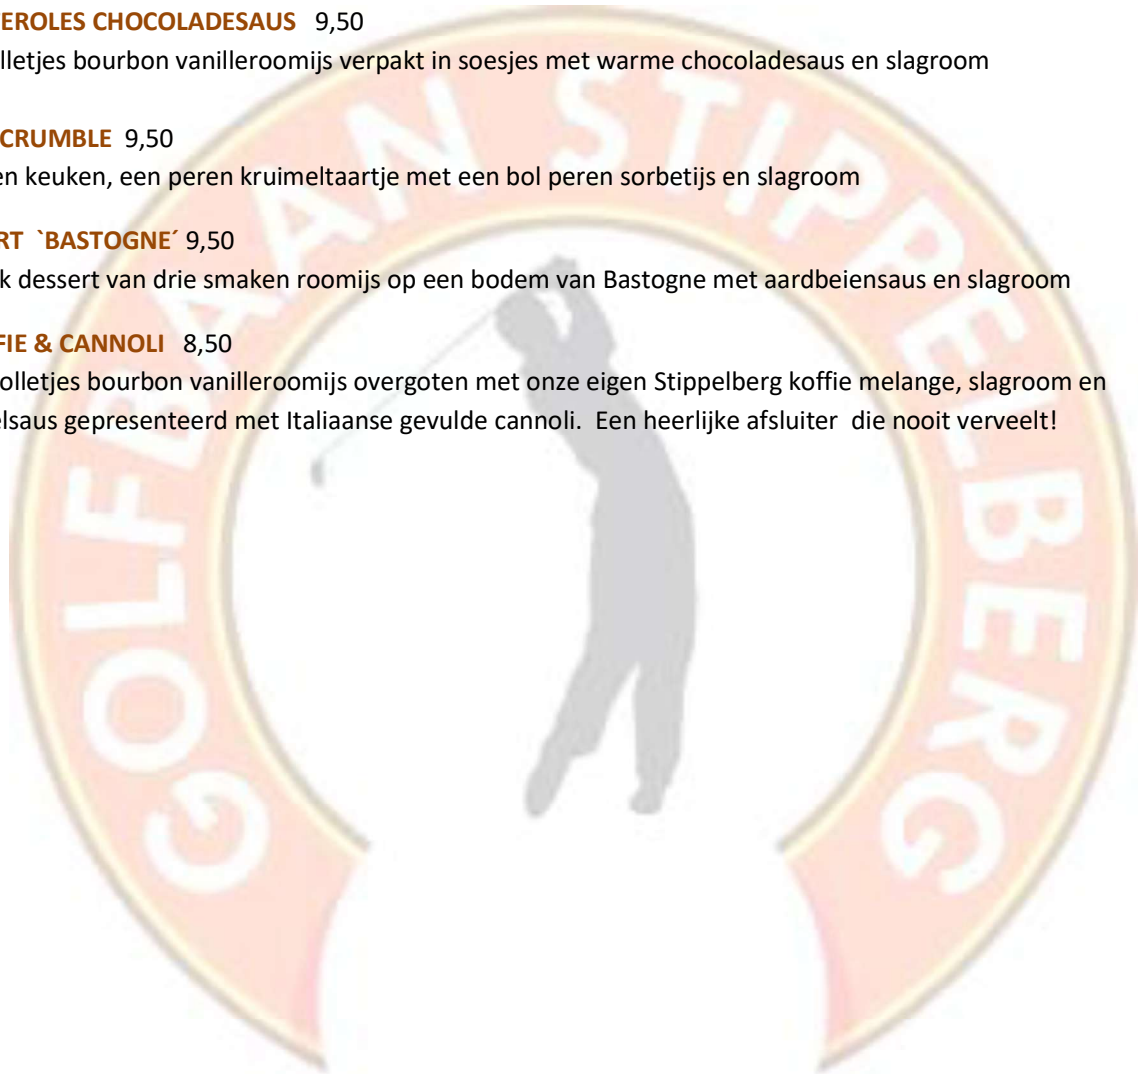 EROLES CHOCOLADESAUS 9,50
lletjes bourbon vanilleroomijs verpakt in soesjes met warme chocoladesaus en slagroom
CRUMBLE 9,50
en keuken, een peren kruimeltaartje met een bol peren sorbetijs en slagroom
RT `BASTOGNE´ 9,50
k dessert van drie smaken roomijs op een bodem van Bastogne met aardbeiensaus en slagroom
FIE & CANNOLI 8,50
olletjes bourbon vanilleroomijs overgoten met onze eigen Stippelberg koffie melange, slagroom en
elsaus gepresenteerd met Italiaanse gevulde cannoli. Een heerlijke afsluiter die nooit verveelt!
GOLFBAAN STIPPELBERG